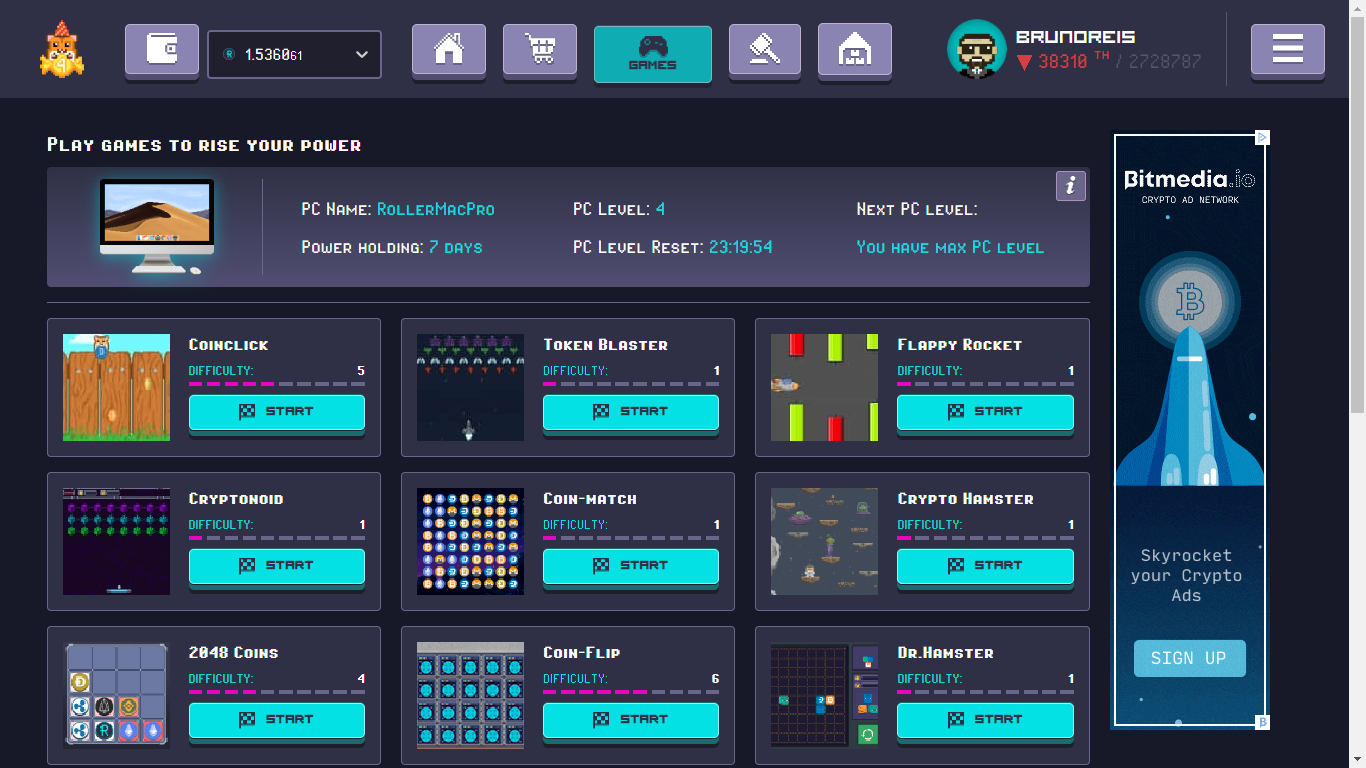 1.536061
GAMES
BRUNOREIS
38310 TH / 2728787
Play games to rise your power
PC Name: RollerMacPro
PC Level: 4
Next PC level:
Power holding: 7 days
PC Level Reset: 23:19:54
You have max PC level
i
Coinclick
Difficulty: 5
START
Token Blaster
Difficulty: 1
START
Flappy Rocket
Difficulty: 1
START
Cryptonoid
Difficulty: 1
START
Coin-match
Difficulty: 1
START
Crypto Hamster
Difficulty: 1
START
2048 Coins
Difficulty: 4
START
Coin-Flip
Difficulty: 6
START
Dr.Hamster
Difficulty: 1
START
Bitmedia.io
CRYPTO AD NETWORK
Skyrocket
your Crypto
Ads
SIGN UP